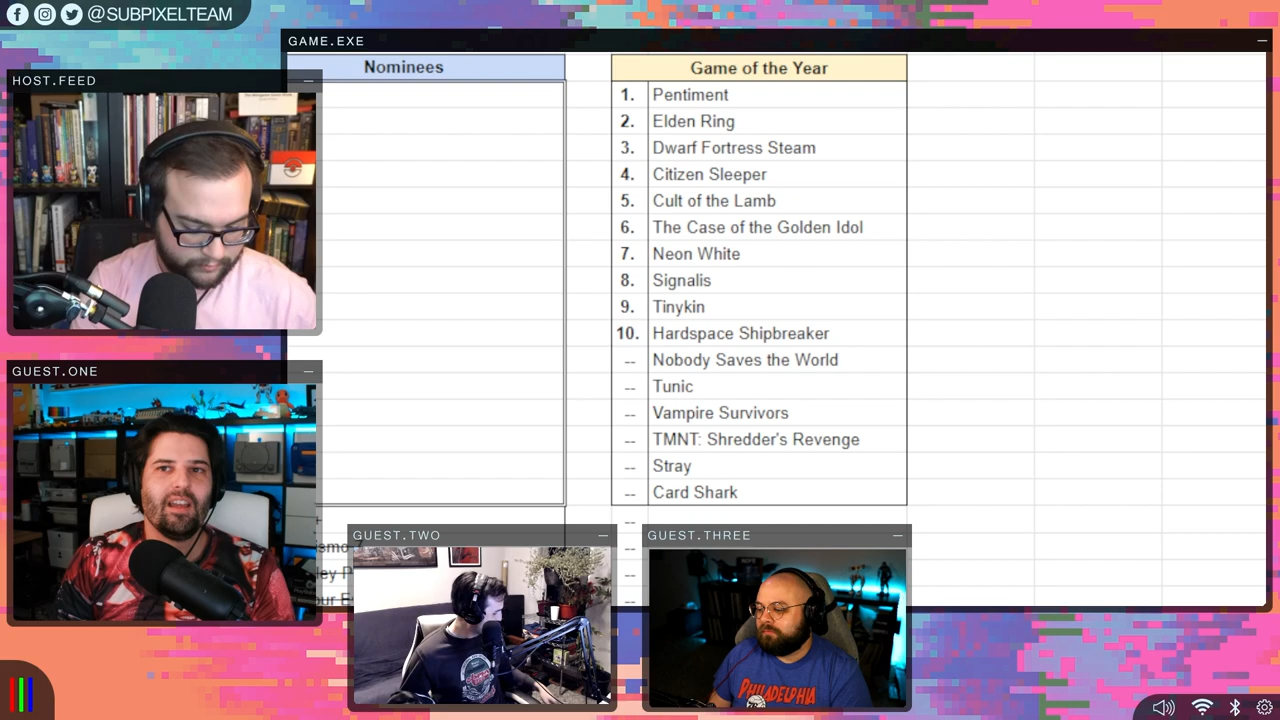 @SUBPIXELTEAM
GAME.EXE
HOST.FEED
Nominees
Game of the Year
1. Pentiment
2. Elden Ring
3. Dwarf Fortress Steam
4. Citizen Sleeper
5. Cult of the Lamb
6. The Case of the Golden Idol
7. Neon White
8. Signalis
9. Tinykin
10. Hardspace Shipbreaker
-- Nobody Saves the World
-- Tunic
-- Vampire Survivors
-- TMNT: Shredder's Revenge
-- Stray
-- Card Shark
--
--
--
--
GUEST.ONE
GUEST.TWO
GUEST.THREE
PHILADELPHIA